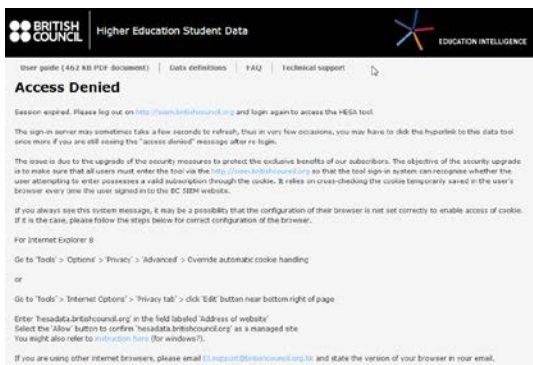 BRITISH
COUNCIL
Higher Education Student Data
EDUCATION INTELLIGENCE
User guide (462 KB PDF document) | Data definitions | FAQ | Technical support
Access Denied
Session expired. Please log out on http://siem.britishcouncil.org and login again to access the HESA tool.
The sign-in server may sometimes take a few seconds to refresh, thus in very few occasions, you may have to click the hyperlink to this data tool
once more if you are still seeing the "access denied" message after re-login.
The issue is due to the upgrade of the security measures to protect the exclusive benefits of our subscribers. The objective of the security upgrade
is to make sure that all users must enter the tool via the http://siem.britishcouncil.org so that the tool sign-in system can recognise whether the
user attempting to enter possesses a valid subscription through the cookie. It relies on cross-checking the cookie temporarily saved in the user's
browser every time the user signed into the BC SIEM website.
If you always see this system message, it may be a possibility that the configuration of their browser is not set correctly to enable access of cookie.
If it is the case, please follow the steps below for correct configuration of the browser.
For Internet Explorer 8
Go to 'Tools' > 'Options' > 'Privacy' > 'Advanced' > Override automatic cookie handling
or
Go to 'Tools' > 'Internet Options' > 'Privacy tab' > click 'Edit' button near bottom right of page
Enter 'hesadata.britishcouncil.org' in the field labeled 'Address of website'
Select the 'Allow' button to confirm 'hesadata.britishcouncil.org' as a managed site
You might also refer to instruction here (for windows7).
If you are using other internet browsers, please email EI.support@britishcouncil.org.hk and state the version of your browser in your email.